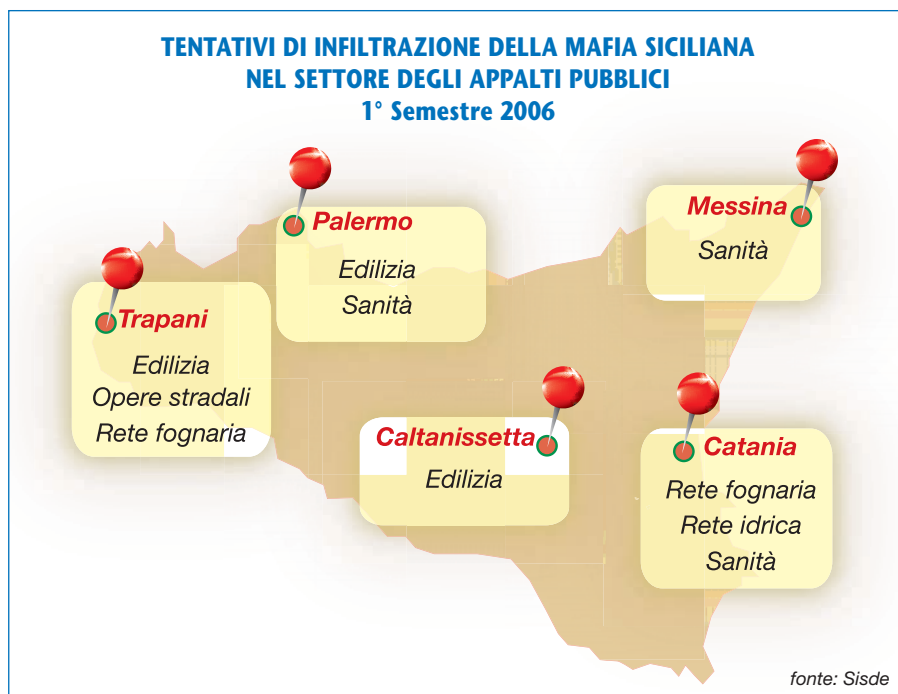 TENTATIVI DI INFILTRAZIONE DELLA MAFIA SICILIANA
NEL SETTORE DEGLI APPALTI PUBBLICI
1° Semestre 2006
Palermo
Edilizia
Sanità
Messina
Sanità
Trapani
Edilizia
Opere stradali
Rete fognaria
Caltanissetta
Edilizia
Catania
Rete fognaria
Rete idrica
Sanità
fonte: Sisde